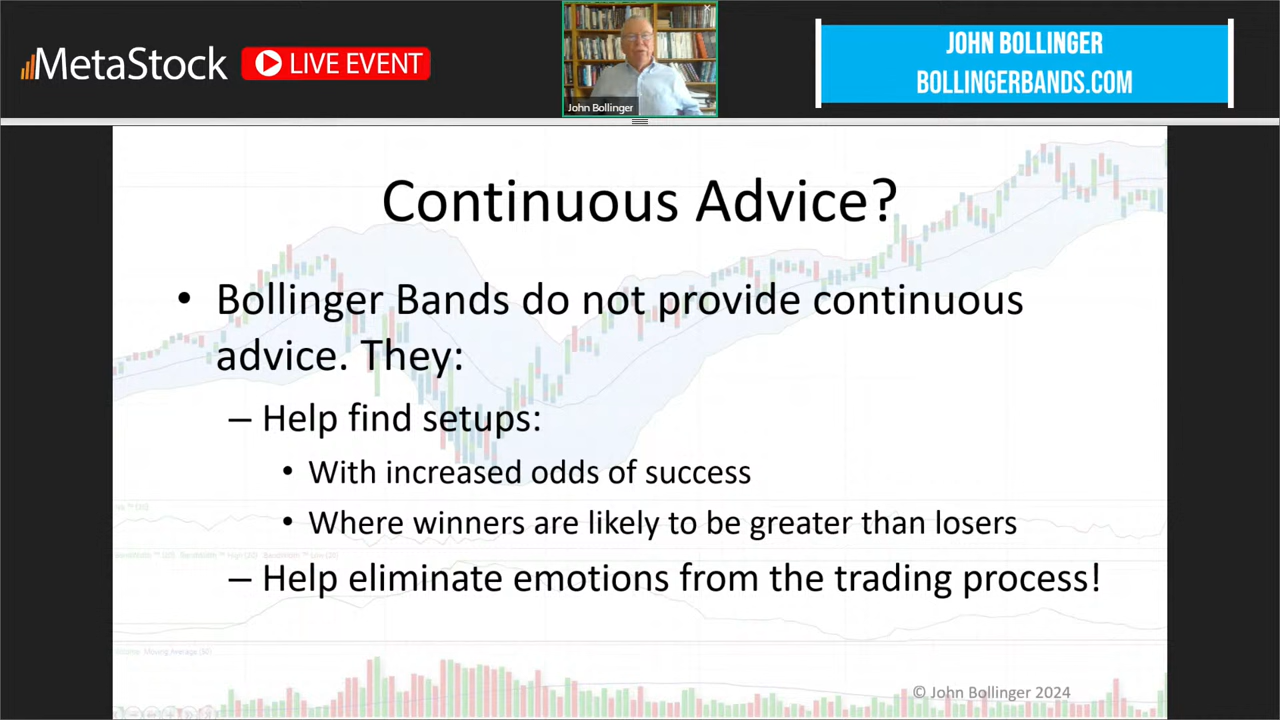 MetaStock
LIVE EVENT
John Bollinger
JOHN BOLLINGER
BOLLINGERBANDS.COM
Continuous Advice?
• Bollinger Bands do not provide continuous
advice. They:
– Help find setups:
• With increased odds of success
• Where winners are likely to be greater than losers
– Help eliminate emotions from the trading process!
© John Bollinger 2024